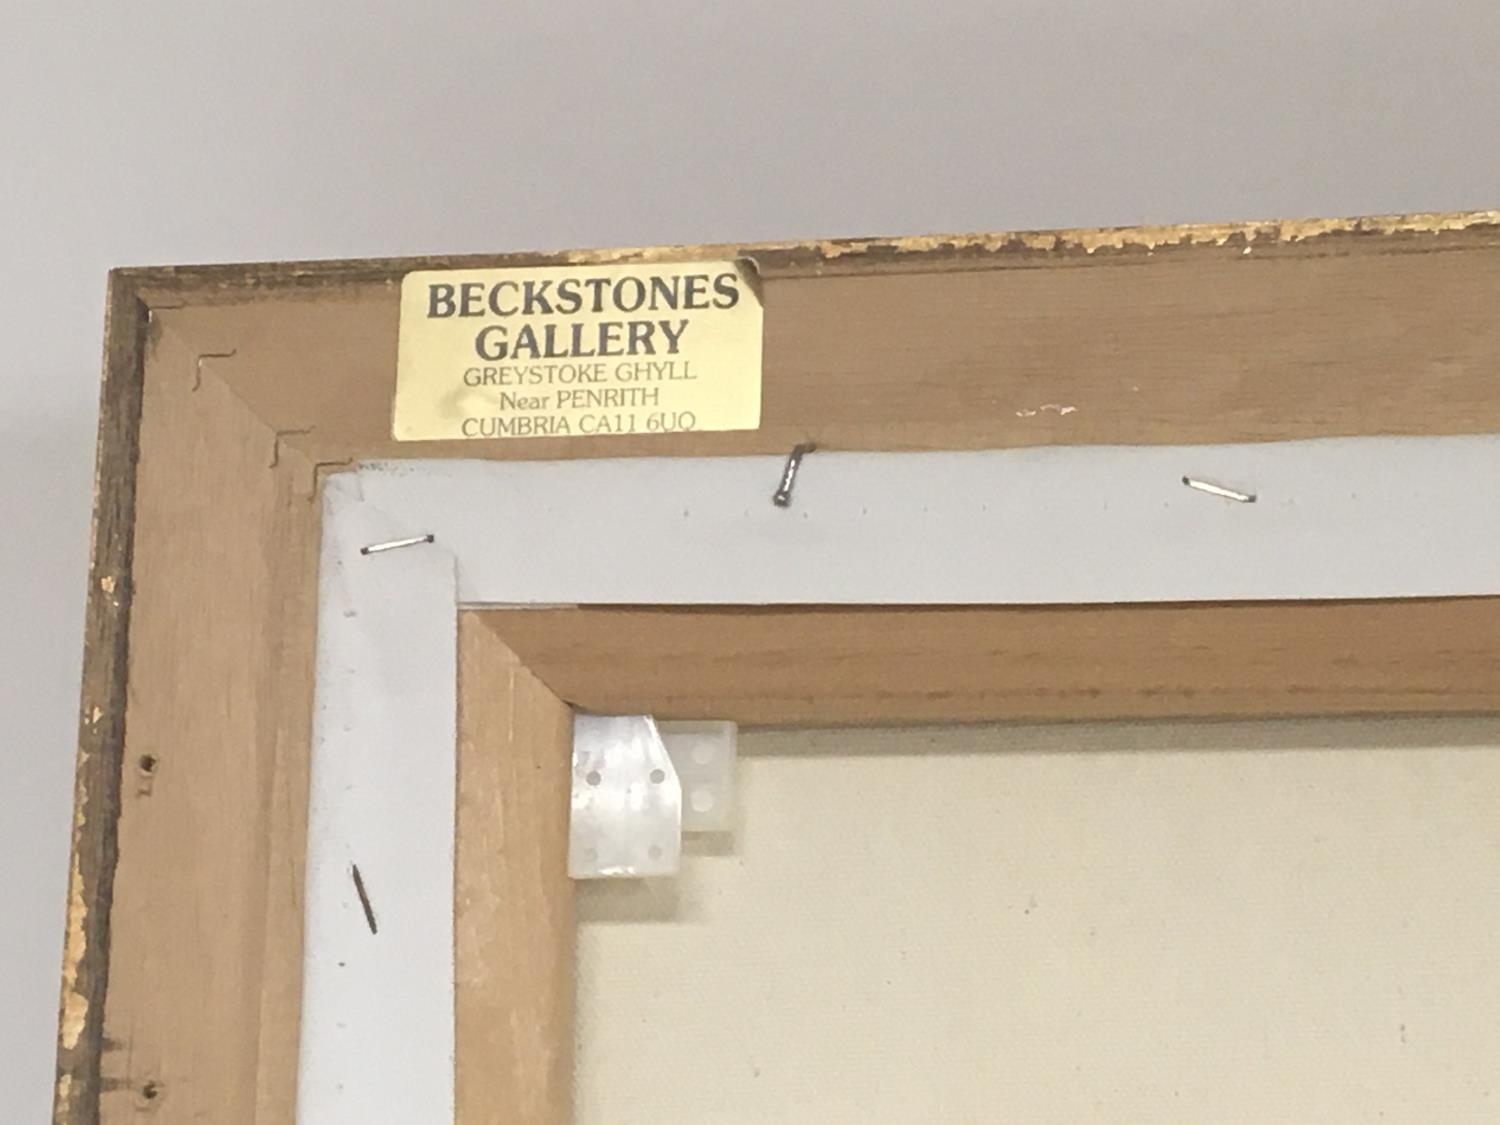 BECKSTONES
GALLERY
GREYSTOKE GHYLL
Near PENRITH
CUMBRIA CA11 6UQ